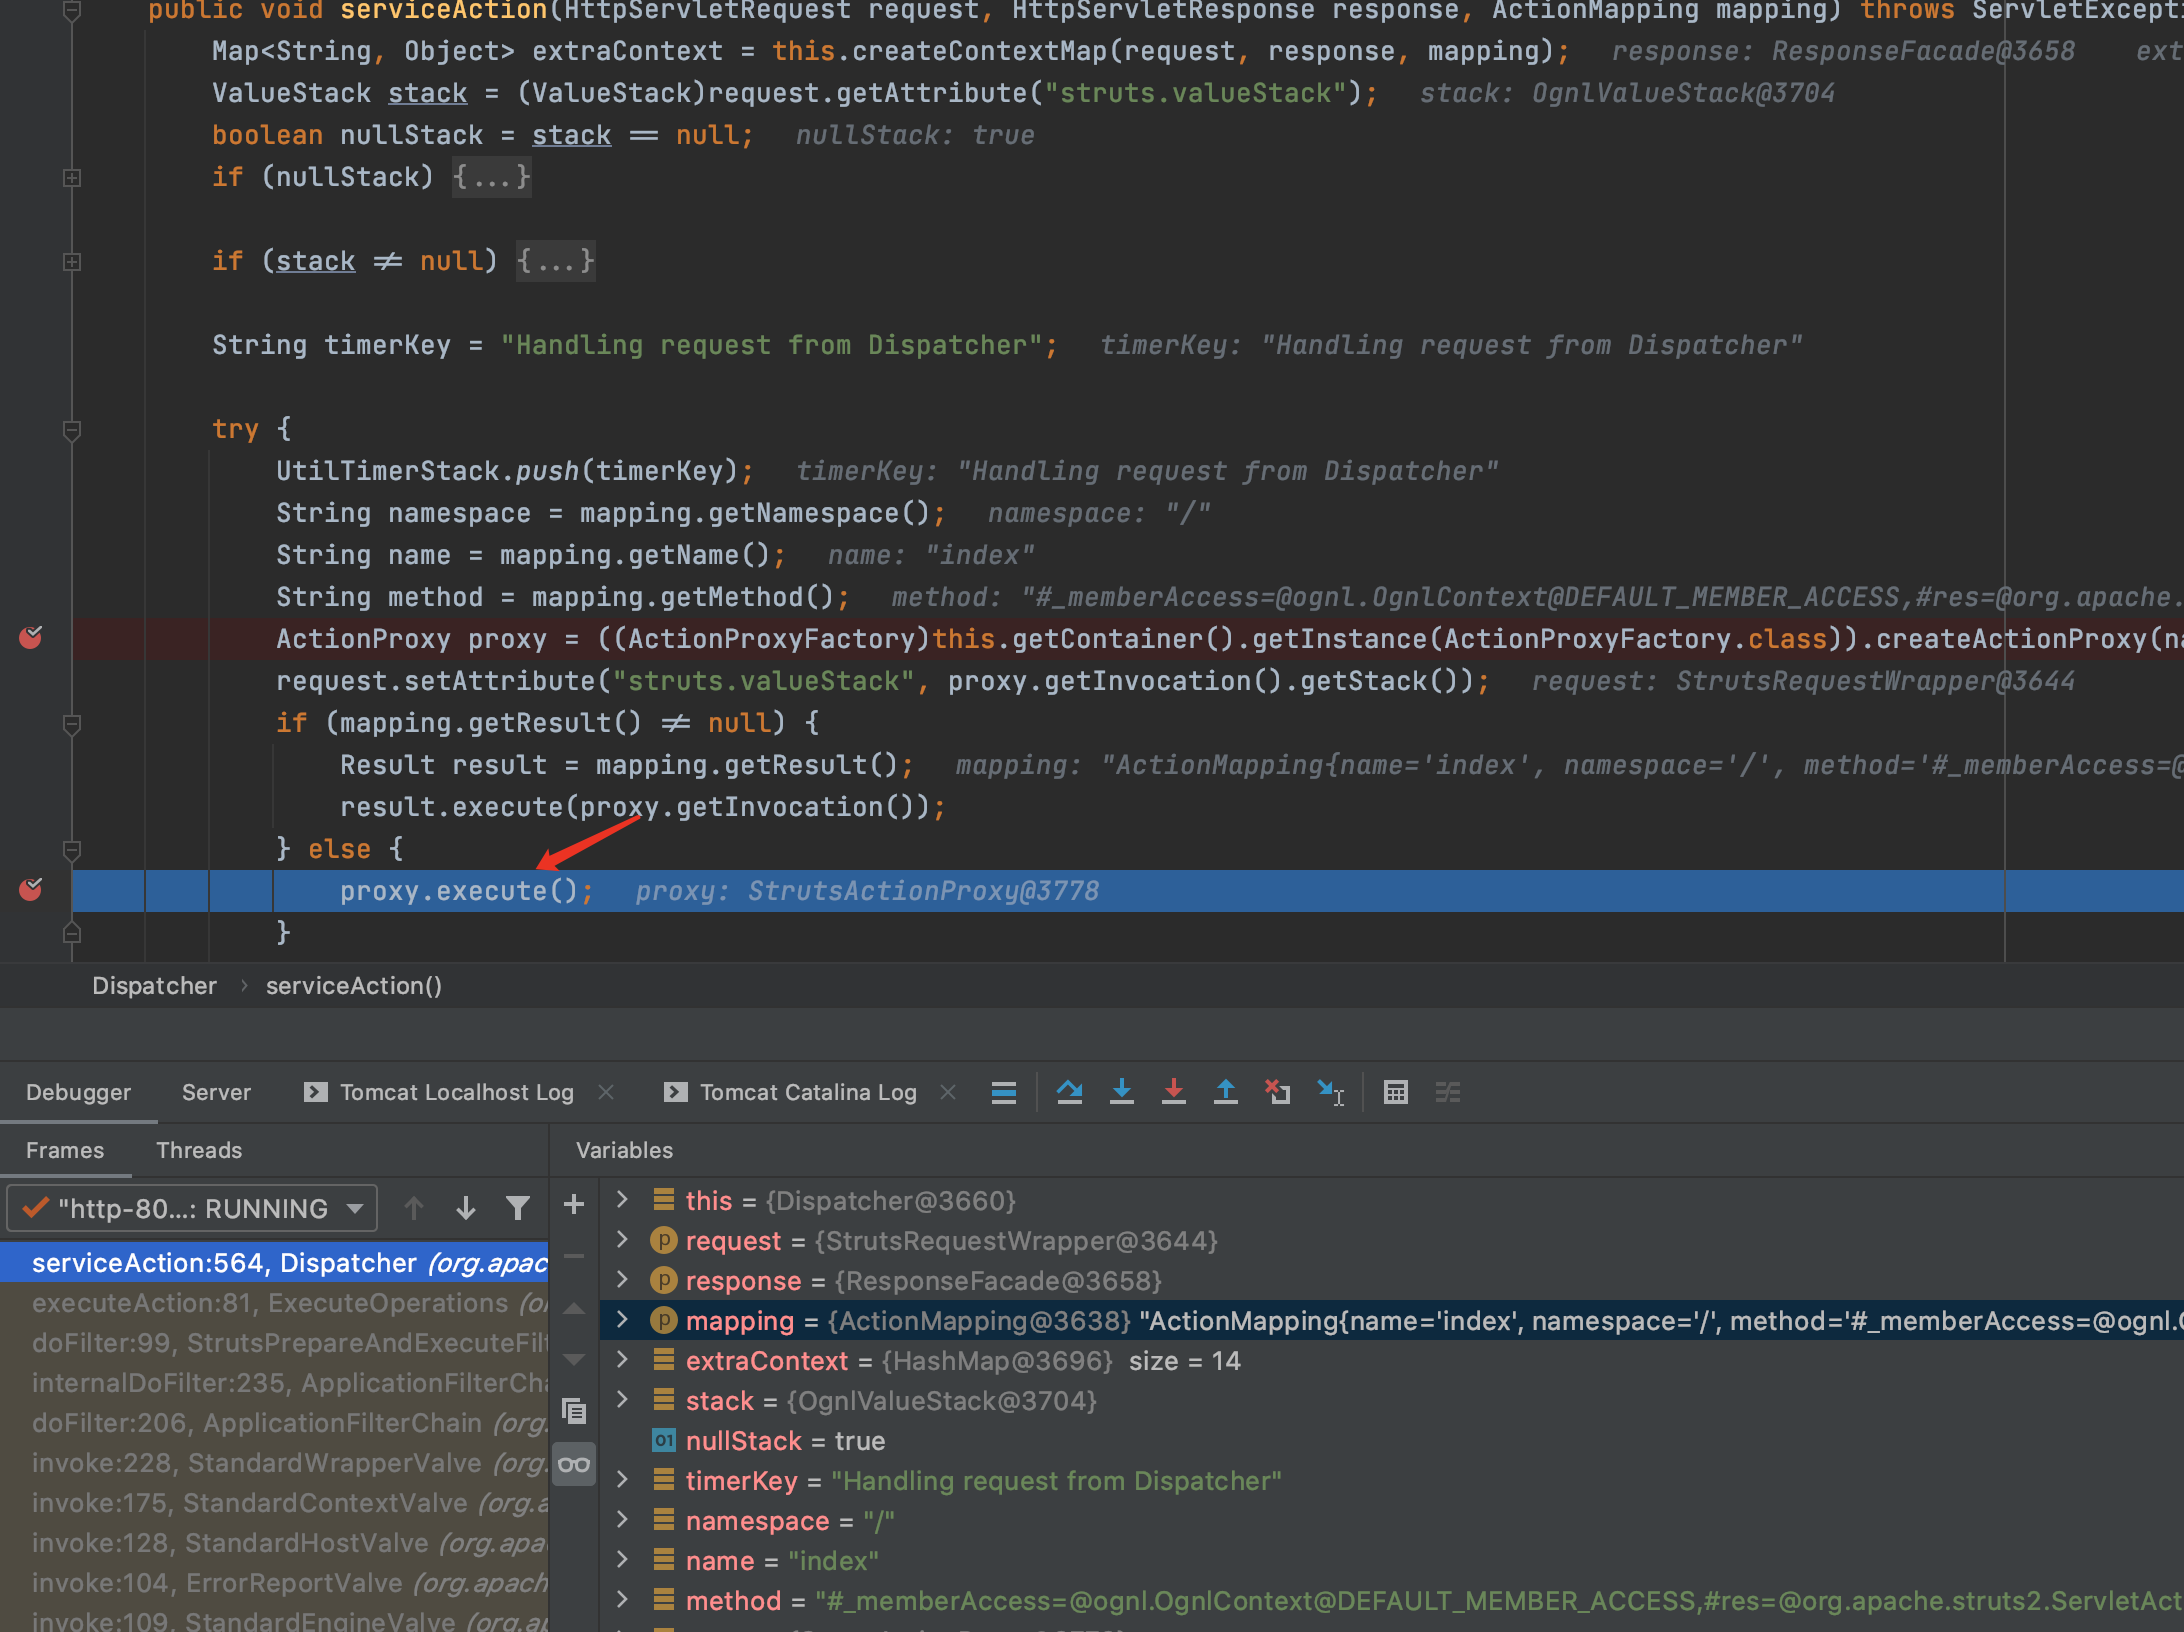 public void serviceAction(HttpServletRequest request, HttpServletResponse response, ActionMapping mapping) throws ServletExcepti
Map<String, Object> extraContext = this.createContextMap(request, response, mapping); response: ResponseFacade@3658 ext
ValueStack stack = (ValueStack)request.getAttribute("struts.valueStack"); stack: OgnlValueStack@3704
boolean nullStack = stack == null; nullStack: true
if (nullStack) {...}
if (stack != null) {...}
String timerKey = "Handling request from Dispatcher"; timerKey: "Handling request from Dispatcher"
try {
UtilTimerStack.push(timerKey); timerKey: "Handling request from Dispatcher"
String namespace = mapping.getNamespace(); namespace: "/"
String name = mapping.getName(); name: "index"
String method = mapping.getMethod(); method: "#_memberAccess=@ognl.OgnlContext@DEFAULT_MEMBER_ACCESS,#res=@org.apache.
ActionProxy proxy = ((ActionProxyFactory)this.getContainer().getInstance(ActionProxyFactory.class)).createActionProxy(na
request.setAttribute("struts.valueStack", proxy.getInvocation().getStack()); request: StrutsRequestWrapper@3644
if (mapping.getResult() != null) {
Result result = mapping.getResult(); mapping: "ActionMapping{name='index', namespace='/', method='#_memberAccess=@
result.execute(proxy.getInvocation());
} else {
proxy.execute(); proxy: StrutsActionProxy@3778
}
Dispatcher > serviceAction()
Debugger Server Tomcat Localhost Log Tomcat Catalina Log
Frames Threads Variables
"http-80...: RUNNING
serviceAction:564, Dispatcher (org.apac
executeAction:81, ExecuteOperations (or
doFilter:99, StrutsPrepareAndExecuteFilt
internalDoFilter:235, ApplicationFilterCha
doFilter:206, ApplicationFilterChain (org.
invoke:228, StandardWrapperValve (org.
invoke:175, StandardContextValve (org.a
invoke:128, StandardHostValve (org.apa
invoke:104, ErrorReportValve (org.apach
invoke:109, StandardEngineValve (org.ap
this = {Dispatcher@3660}
request = {StrutsRequestWrapper@3644}
response = {ResponseFacade@3658}
mapping = {ActionMapping@3638} "ActionMapping{name='index', namespace='/', method='#_memberAccess=@ognl.O
extraContext = {HashMap@3696} size = 14
stack = {OgnlValueStack@3704}
nullStack = true
timerKey = "Handling request from Dispatcher"
namespace = "/"
name = "index"
method = "#_memberAccess=@ognl.OgnlContext@DEFAULT_MEMBER_ACCESS,#res=@org.apache.struts2.ServletAct